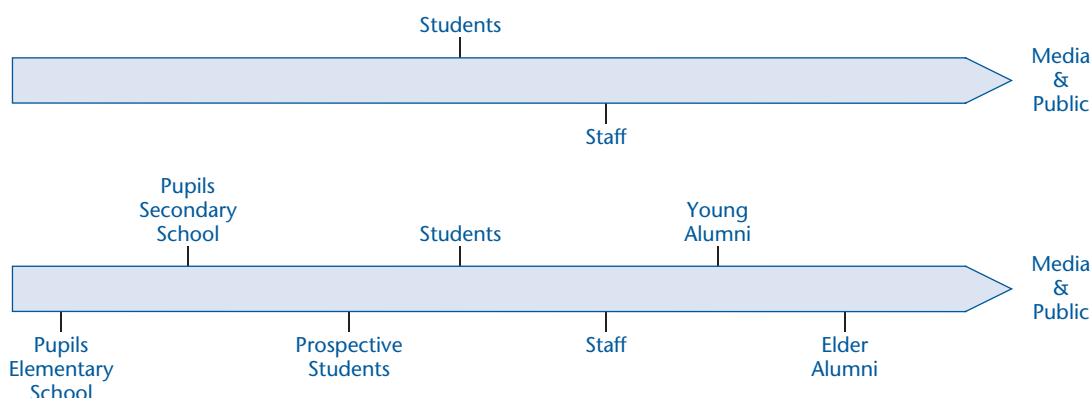 Students
Media
&
Public
Staff
Pupils
Secondary
School
Students
Young
Alumni
Media
&
Public
Pupils
Elementary
School
Prospective
Students
Staff
Elder
Alumni